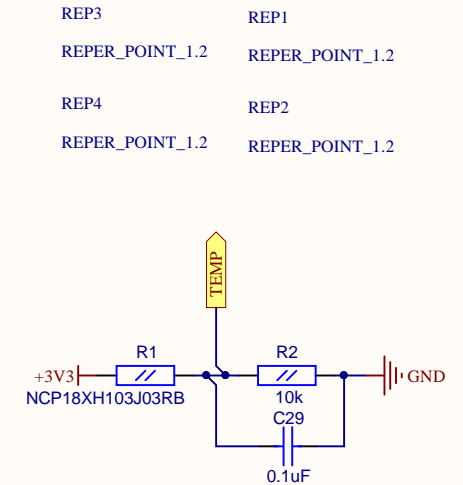 REP3 REP1
REPER_POINT_1.2 REPER_POINT_1.2
REP4 REP2
REPER_POINT_1.2 REPER_POINT_1.2
TEMP
R1 R2
+3V3 GND
NCP18XH103J03RB 10k
C29
0.1uF